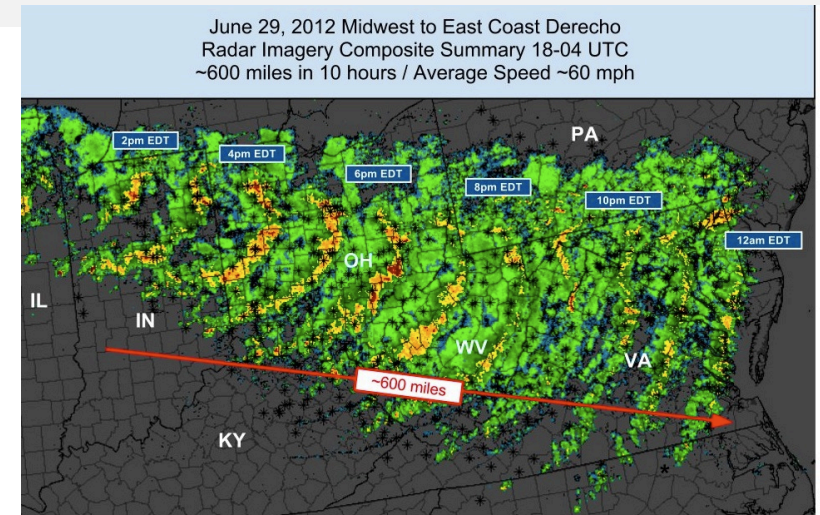 June 29, 2012 Midwest to East Coast Derecho
Radar Imagery Composite Summary 18-04 UTC
~600 miles in 10 hours / Average Speed ~60 mph
2pm EDT
4pm EDT
6pm EDT
8pm EDT
10pm EDT
12am EDT
PA
OH
IL
IN
WV
VA
~600 miles
KY